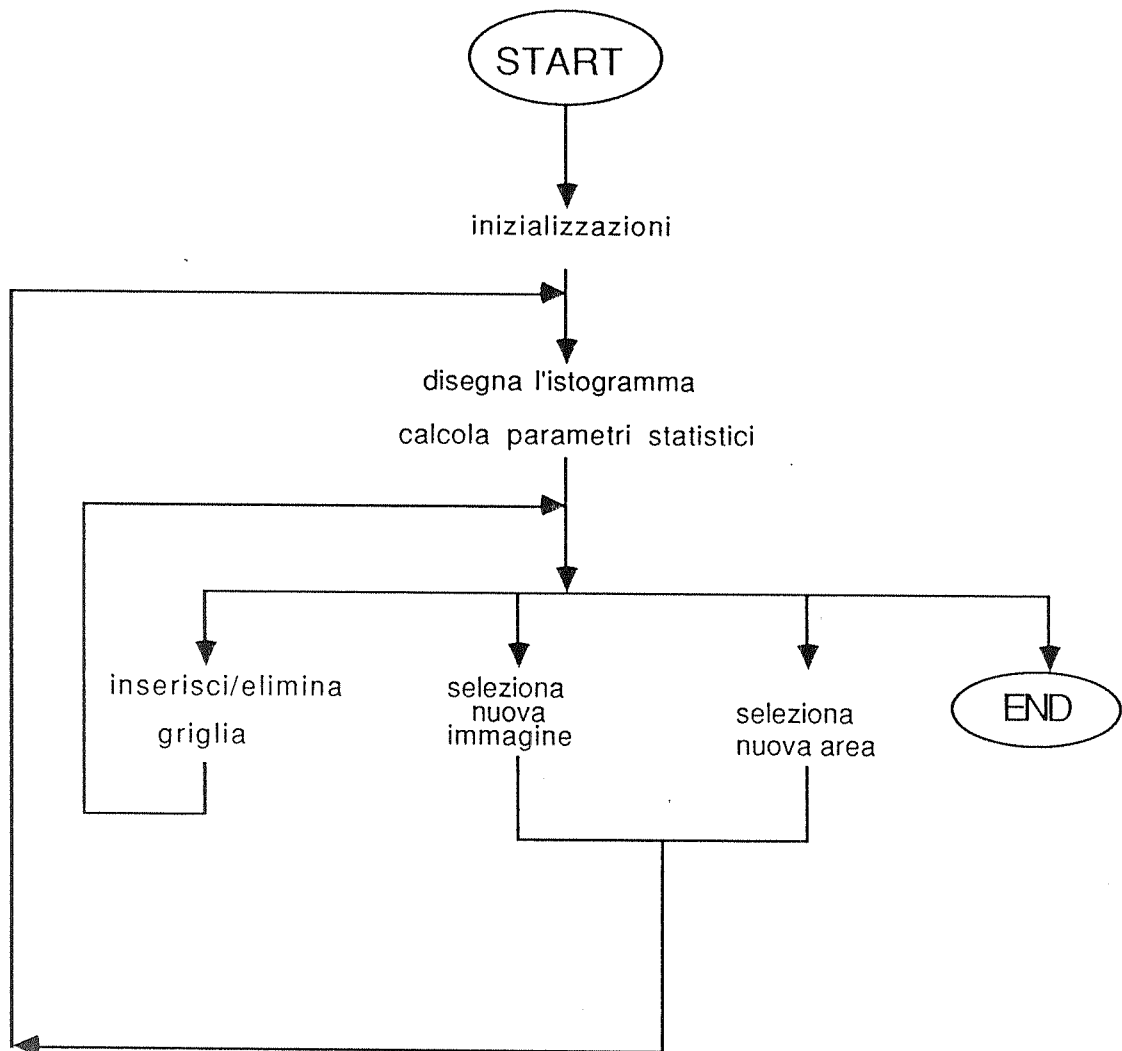 START
inizializzazioni
disegna l'istogramma
calcola parametri statistici
inserisci/elimina
griglia
seleziona
nuova
immagine
seleziona
nuova area
END